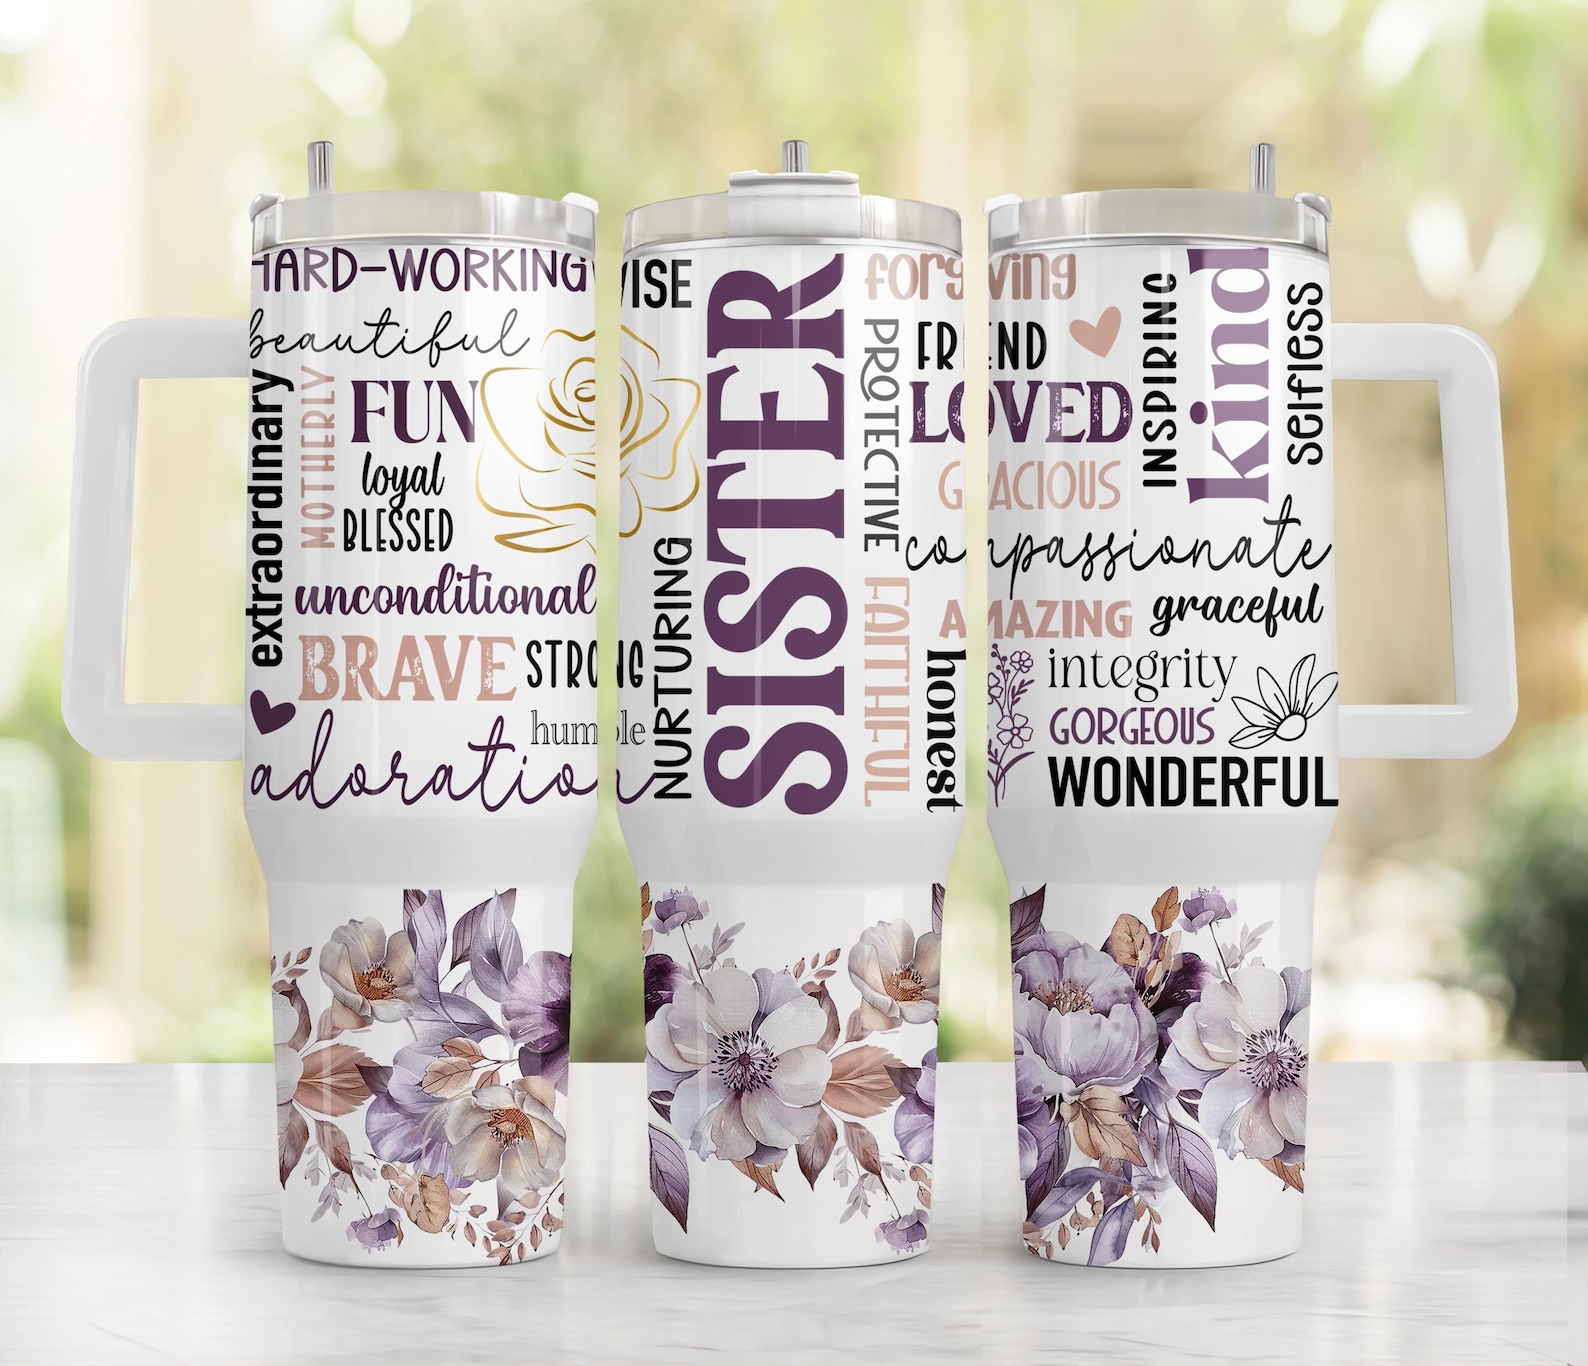 HARD-WORKING
beautiful
extraordinary
MOTHERLY
FUN
loyal
BLESSED
unconditional
BRAVE
STRONG
humble
adoration
WISE
NURTURING
SISTER
forgiving
PROTECTIVE
FRIEND
LOVED
GRACIOUS
compassionate
FAITHFUL
AMAZING
honest
INSPIRING
kind
selfless
graceful
integrity
GORGEOUS
WONDERFUL